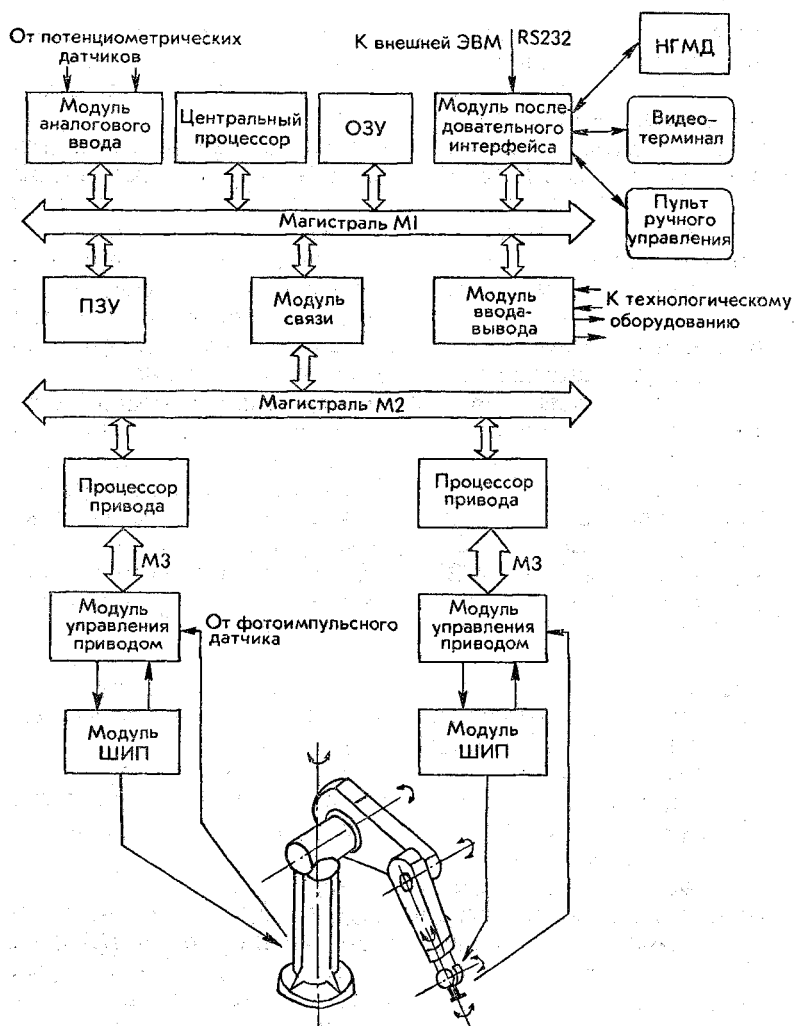 От потенциометрических
датчиков
К внешней ЭВМ
RS232
НГМД
Модуль
аналогового
ввода
Центральный
процессор
ОЗУ
Модуль после-
довательного
интерфейса
Видео-
терминал
Пульт
ручного
управления
Магистраль М1
ПЗУ
Модуль
связи
Модуль
ввода-
вывода
К технологическому
оборудованию
Магистраль М2
Процессор
привода
Процессор
привода
М3
М3
Модуль
управления
приводом
От фотоимпульсного
датчика
Модуль
управления
приводом
Модуль
ШИП
Модуль
ШИП